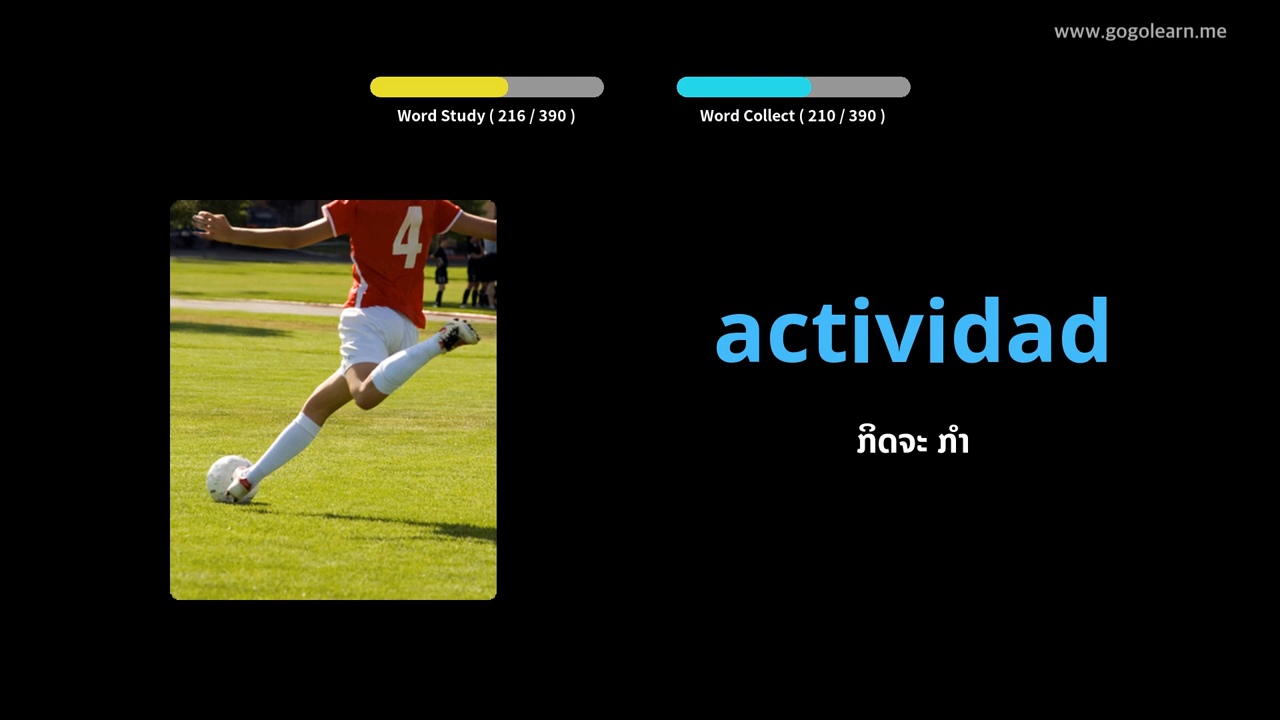 www.gogolearn.me
Word Study ( 216 / 390 )
Word Collect ( 210 / 390 )
4
actividad
ກິດຈະ ກຳ